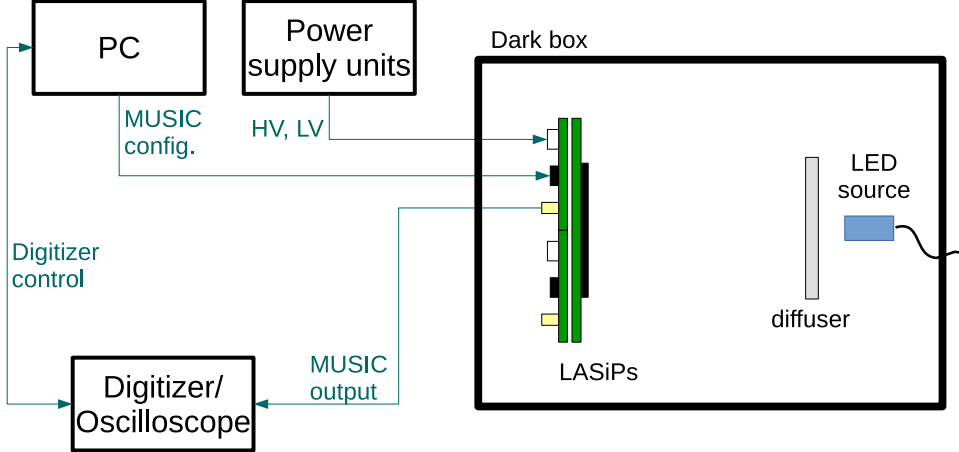 PC
Power
supply units
Dark box
MUSIC
config.
HV, LV
LED
source
Digitizer
control
diffuser
MUSIC
output
LASiPs
Digitizer/
Oscilloscope